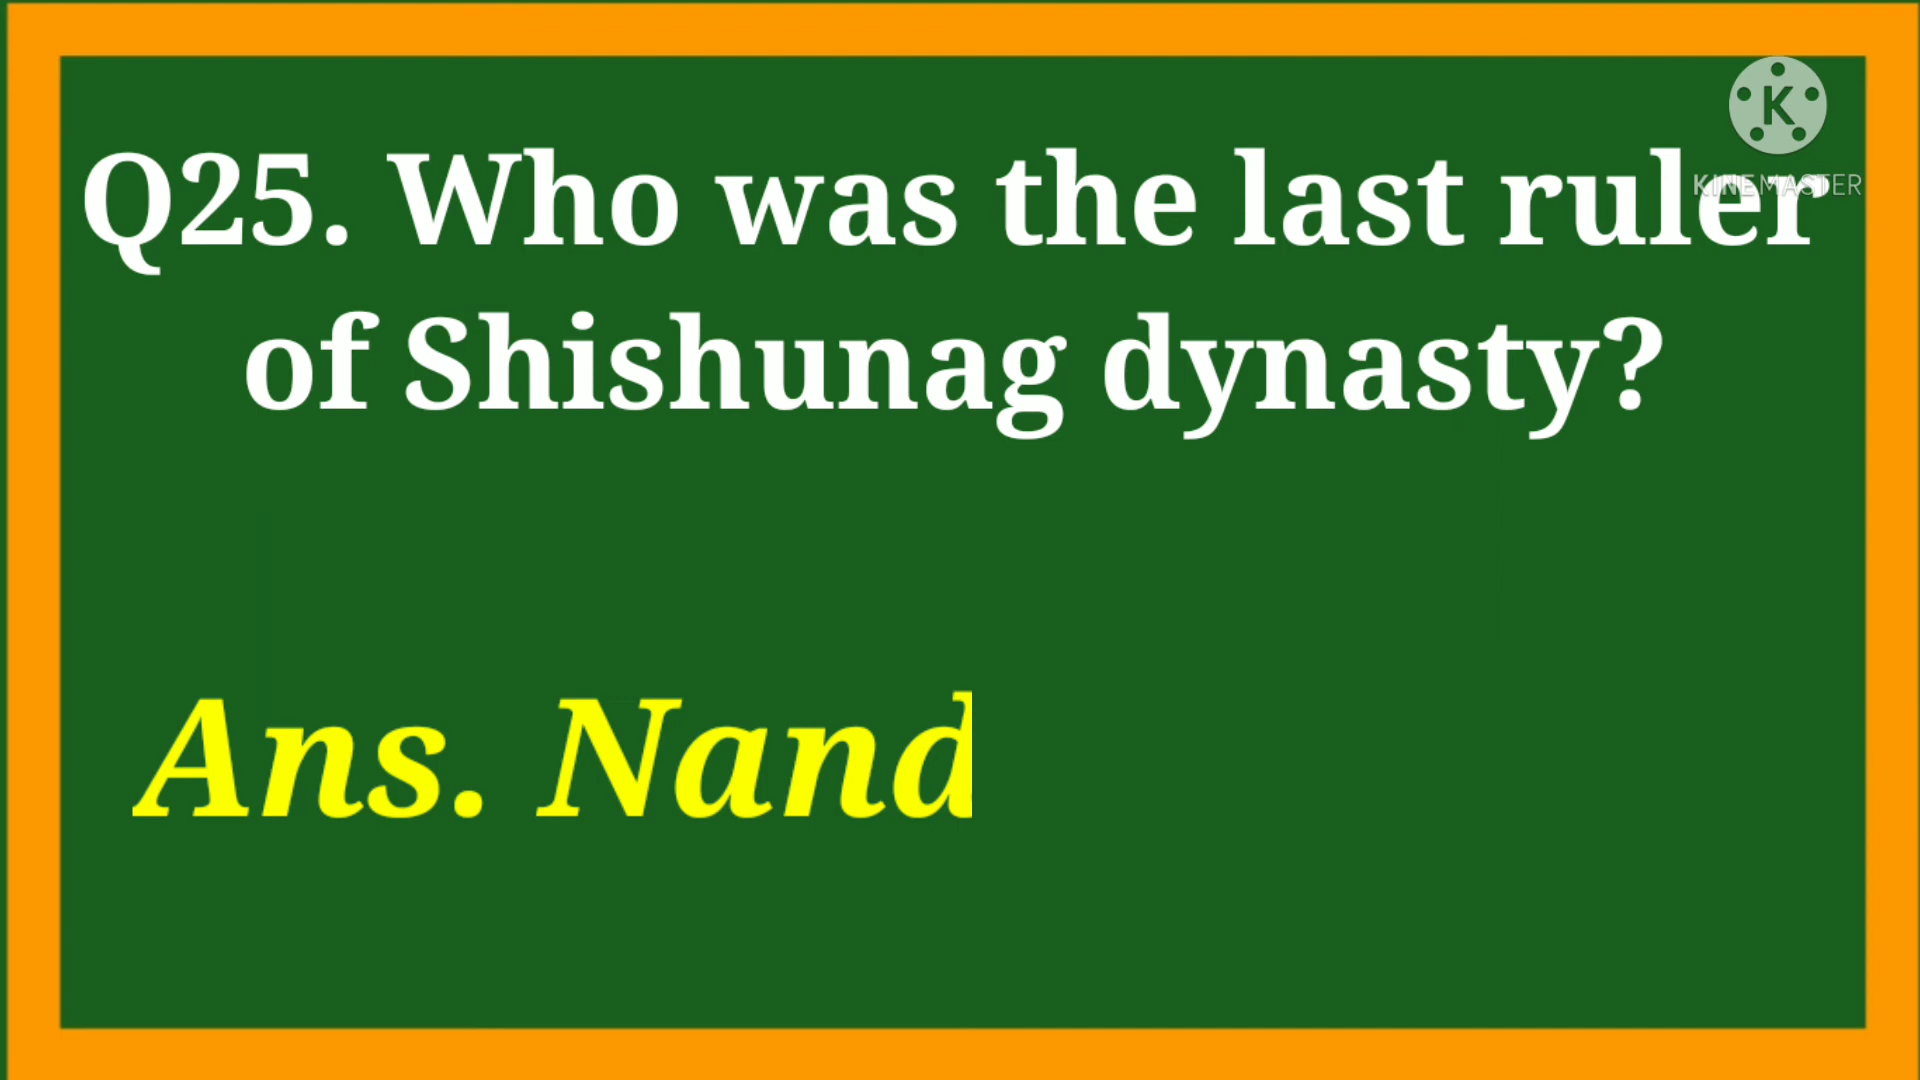 K
KINEMASTER
Q25. Who was the last ruler
of Shishunag dynasty?
Ans. Nand